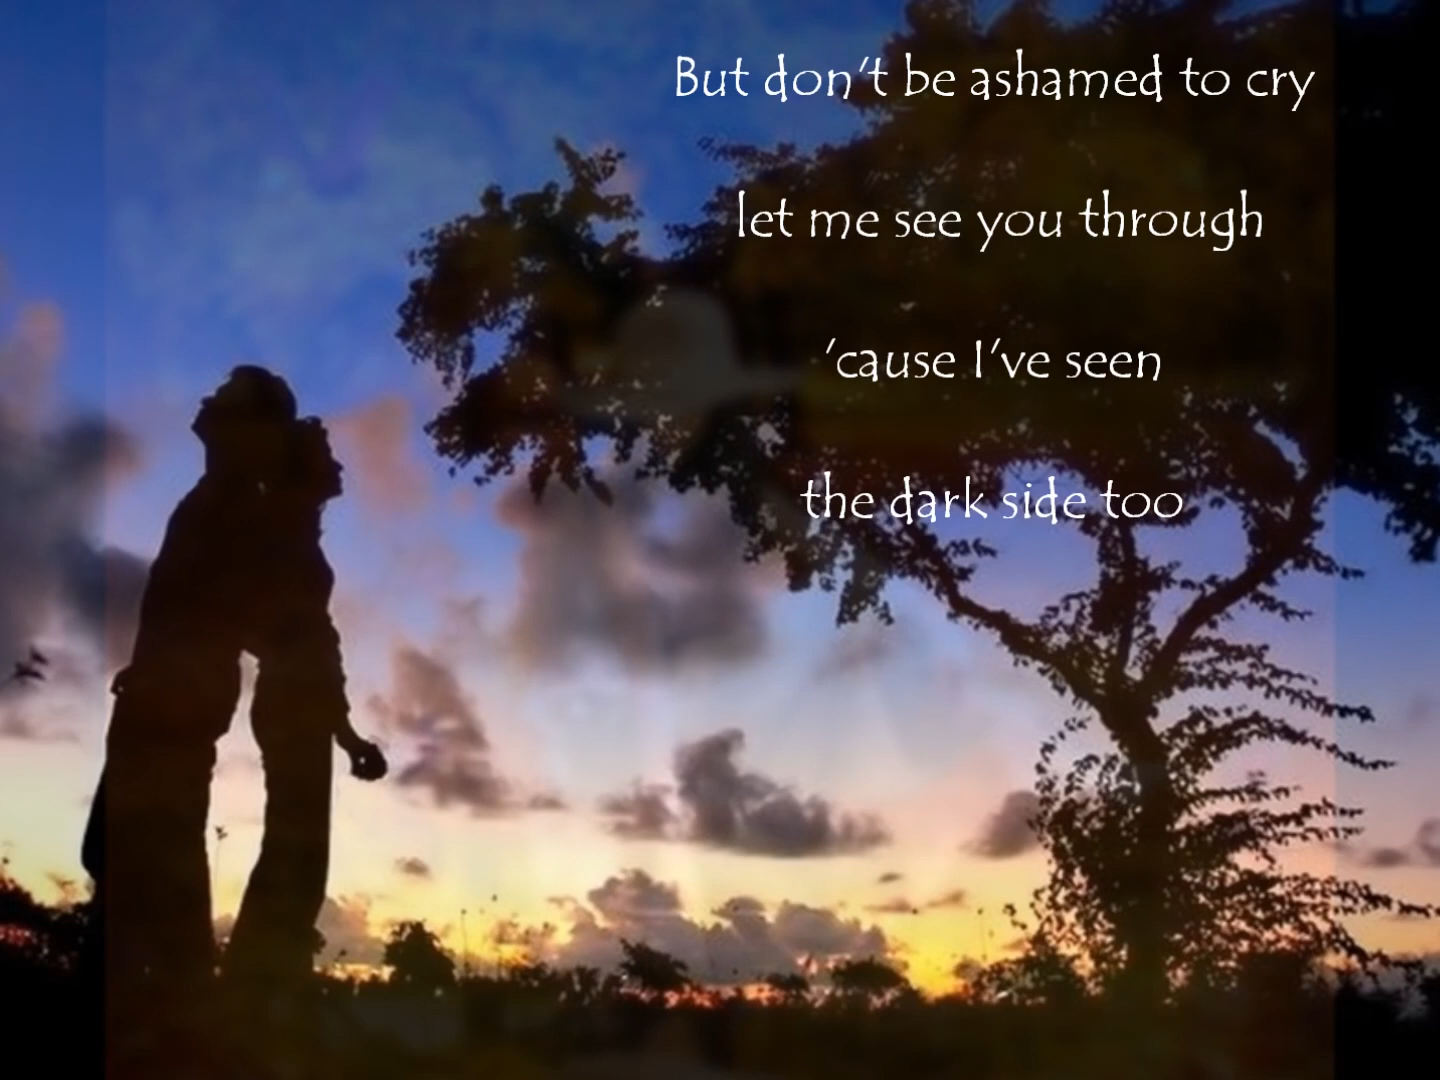 But don't be ashamed to cry
let me see you through
'cause I've seen
the dark side too